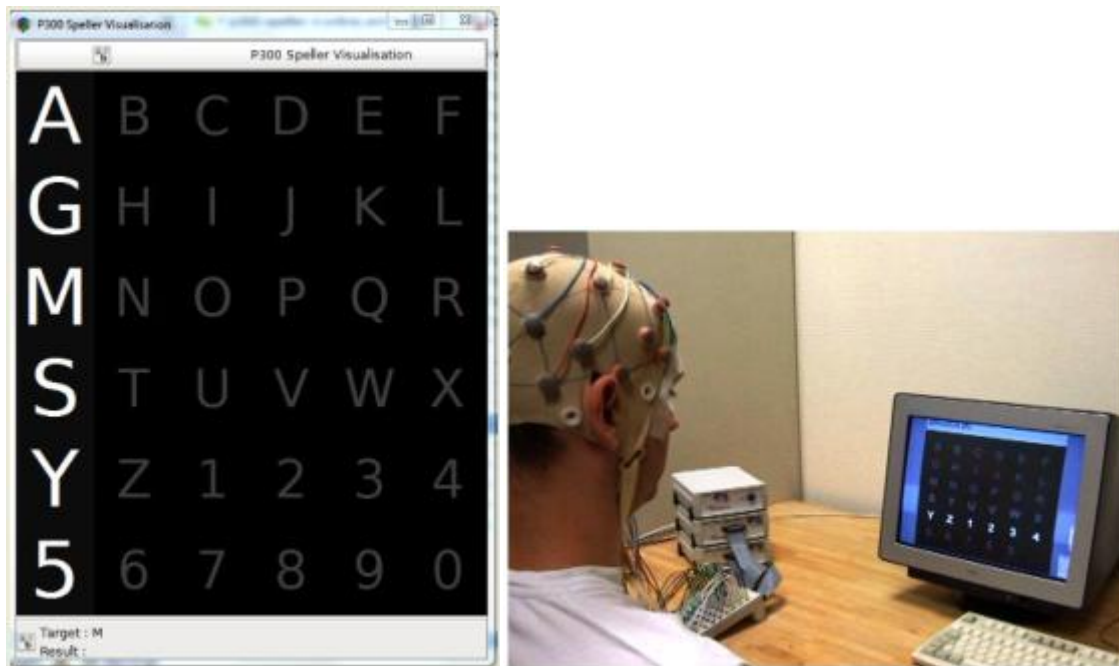 P300 Speller Visualisation
P300 Speller Visualisation
A B C D E F
G H I J K L
M N O P Q R
S T U V W X
Y Z 1 2 3 4
5 6 7 8 9 0
Target : M
Result :
Y Z 1 2 3 4